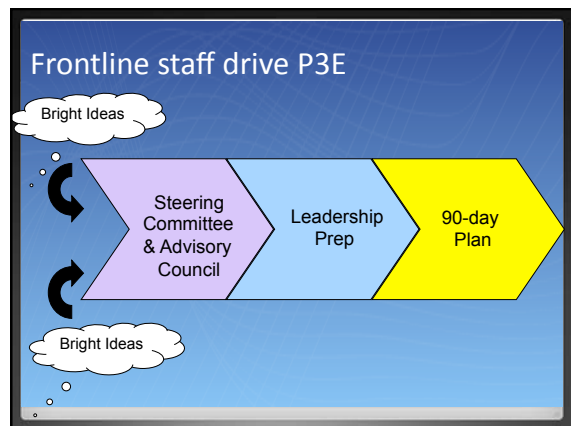 Frontline staff drive P3E
Bright Ideas
Steering
Committee
& Advisory
Council
Leadership
Prep
90-day
Plan
Bright Ideas